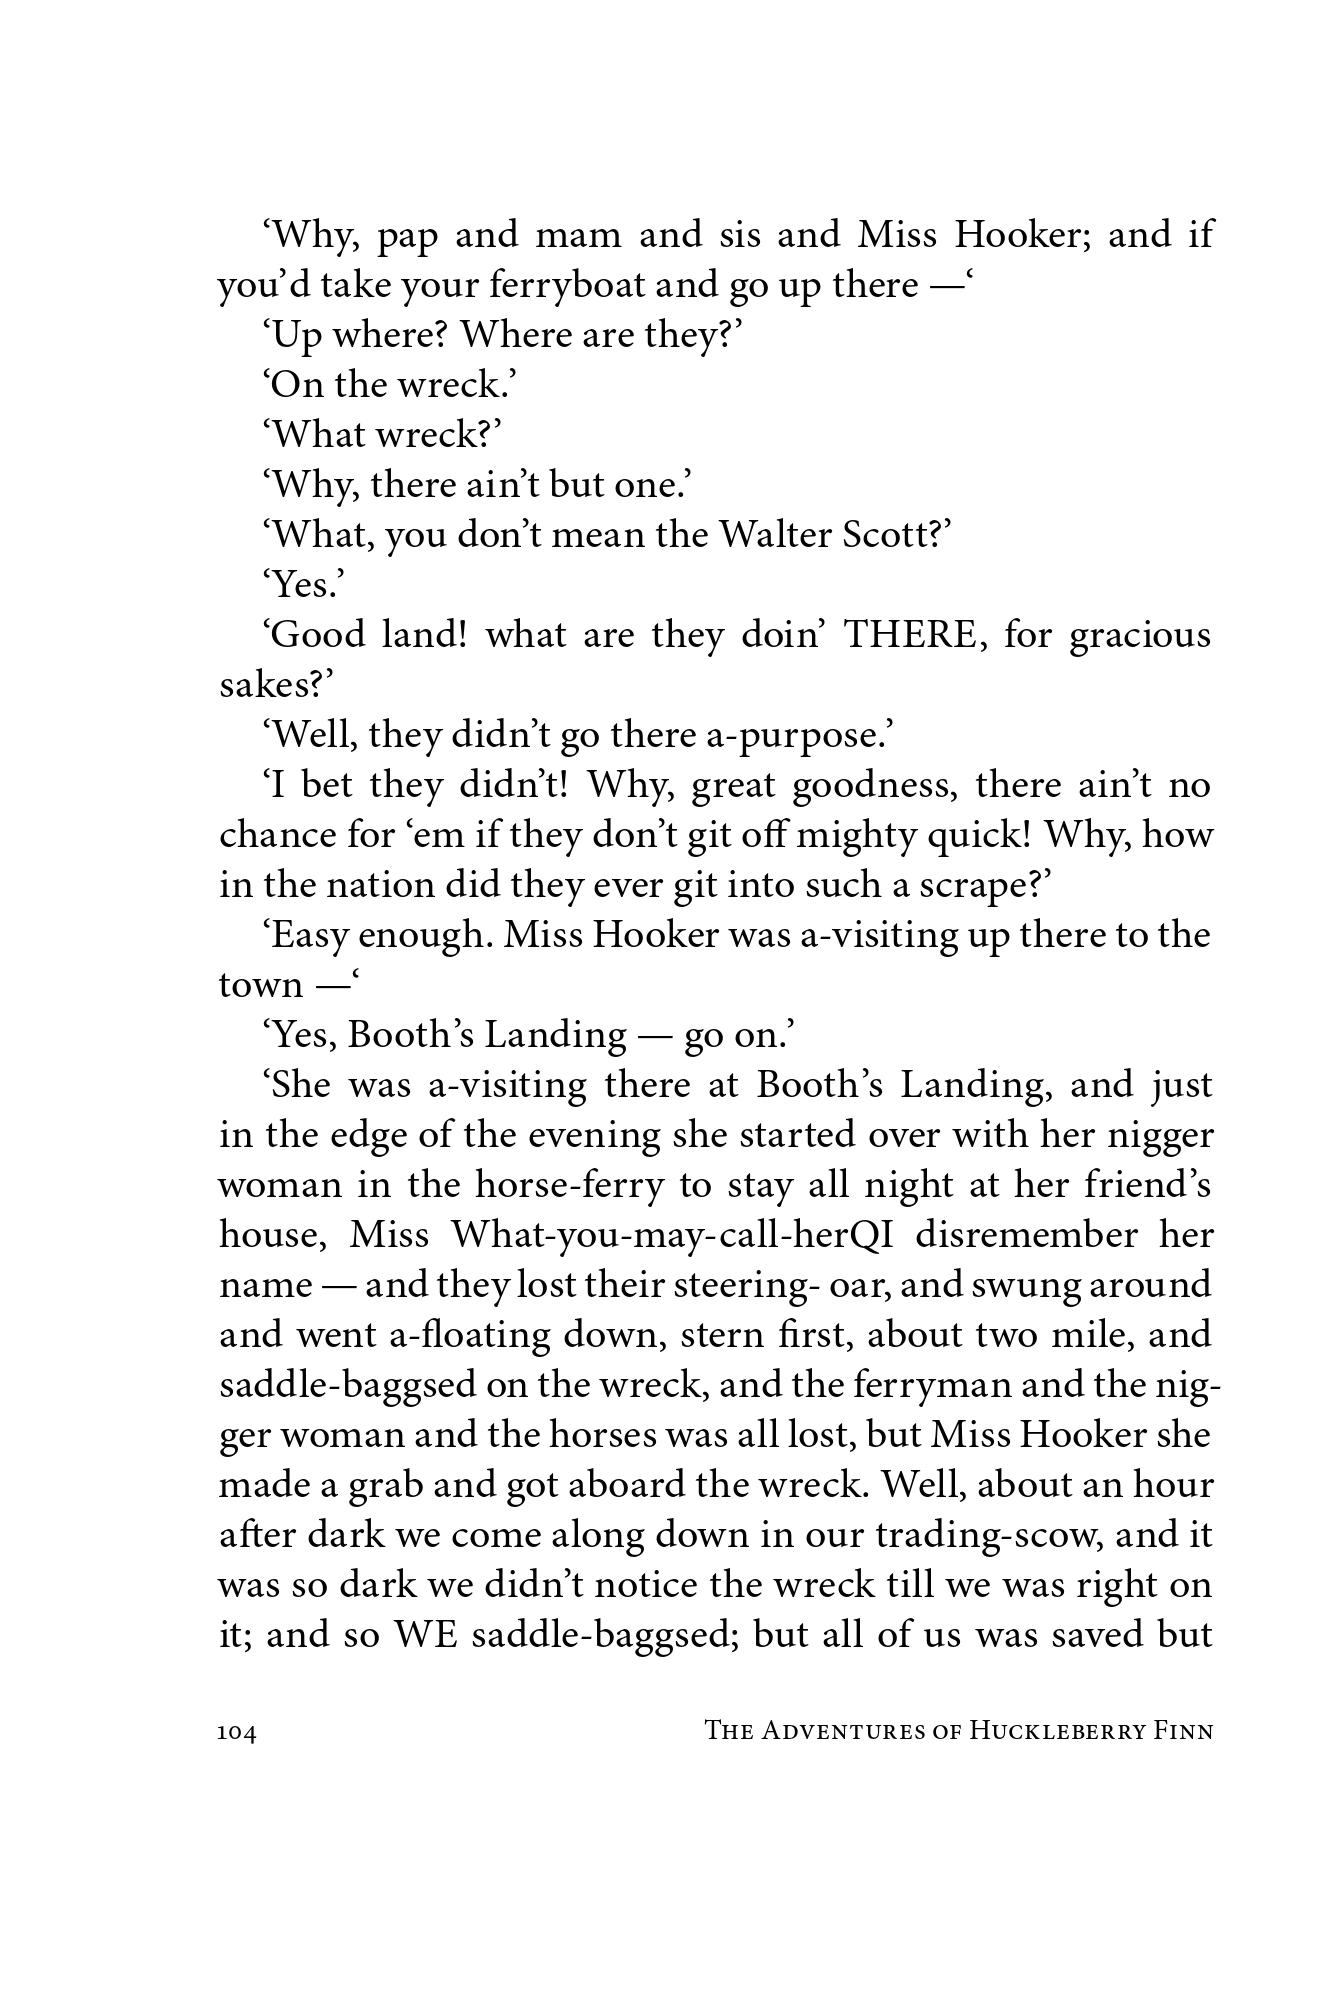 ‘Why, pap and mam and sis and Miss Hooker; and if
you’d take your ferryboat and go up there —‘
‘Up where? Where are they?’
‘On the wreck.’
‘What wreck?’
‘Why, there ain’t but one.’
‘What, you don’t mean the Walter Scott?’
‘Yes.’
‘Good land! what are they doin’ THERE, for gracious
sakes?’
‘Well, they didn’t go there a-purpose.’
‘I bet they didn’t! Why, great goodness, there ain’t no
chance for ‘em if they don’t git off mighty quick! Why, how
in the nation did they ever git into such a scrape?’
‘Easy enough. Miss Hooker was a-visiting up there to the
town —‘
‘Yes, Booth’s Landing — go on.’
‘She was a-visiting there at Booth’s Landing, and just
in the edge of the evening she started over with her nigger
woman in the horse-ferry to stay all night at her friend’s
house, Miss What-you-may-call-herQI disremember her
name — and they lost their steering- oar, and swung around
and went a-floating down, stern first, about two mile, and
saddle-baggsed on the wreck, and the ferryman and the nig-
ger woman and the horses was all lost, but Miss Hooker she
made a grab and got aboard the wreck. Well, about an hour
after dark we come along down in our trading-scow, and it
was so dark we didn’t notice the wreck till we was right on
it; and so WE saddle-baggsed; but all of us was saved but
104 The Adventures of Huckleberry Finn